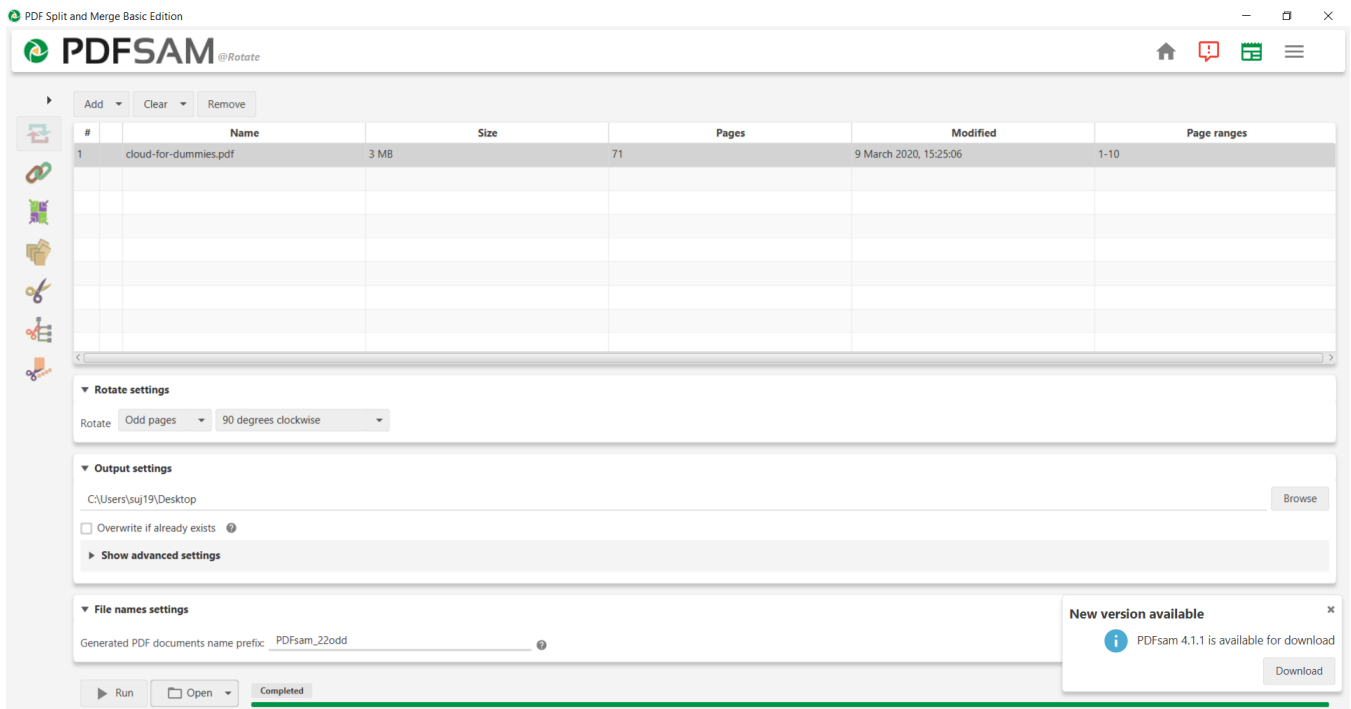 PDF Split and Merge Basic Edition
PDFSAM @Rotate
Add Clear Remove
# Name Size Pages Modified Page ranges
1 cloud-for-dummies.pdf 3 MB 71 9 March 2020, 15:25:06 1-10
Rotate settings
Rotate Odd pages 90 degrees clockwise
Output settings
C:\Users\suj19\Desktop Browse
Overwrite if already exists
Show advanced settings
File names settings
Generated PDF documents name prefix: PDFsam_22odd
New version available
PDFsam 4.1.1 is available for download
Download
Run Open Completed